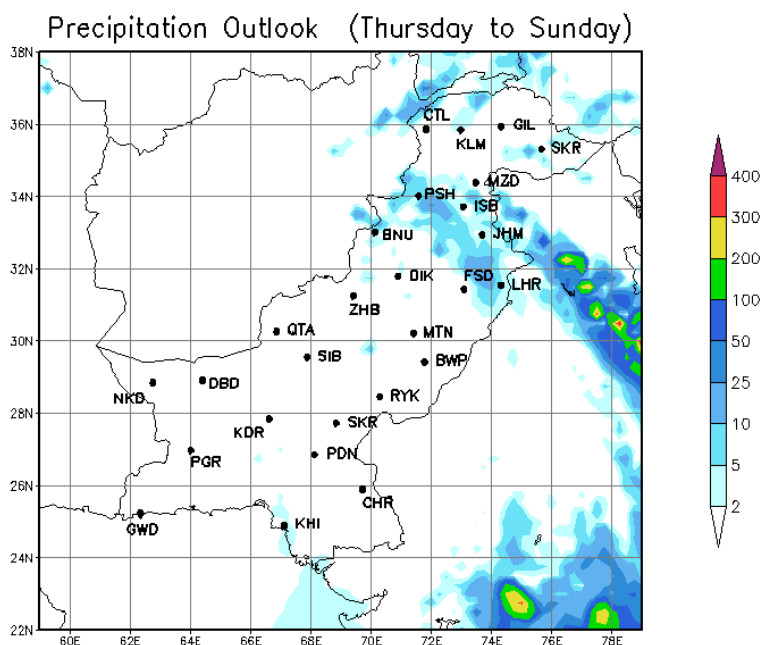 Precipitation Outlook (Thursday to Sunday)
38N
36N
34N
32N
30N
28N
26N
24N
22N
60E 62E 64E 66E 68E 70E 72E 74E 76E 78E
CTL
KLM
GIL
SKR
PSH
MZD
ISB
BNU
JHM
DIK
FSD
LHR
ZHB
QTA
MTN
SIB
BWP
NKD
DBD
RYK
KDR
SKR
PGR
PDN
CHR
GWD
KHI
400
300
200
100
50
25
10
5
2